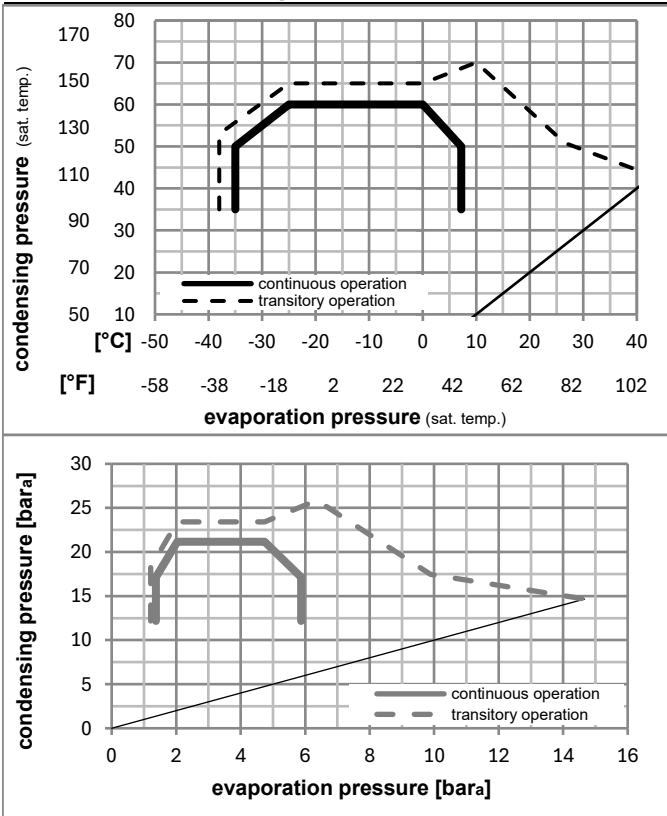 condensing pressure (sat. temp.)
170 80
150 70
130 60
110 50
90 40
70 30
20
50 10
continuous operation
transitory operation
[°C] -50 -40 -30 -20 -10 0 10 20 30 40
[°F] -58 -38 -18 2 22 42 62 82 102
evaporation pressure (sat. temp.)
condensing pressure [bara]
30
25
20
15
10
5
0
continuous operation
transitory operation
0 2 4 6 8 10 12 14 16
evaporation pressure [bara]